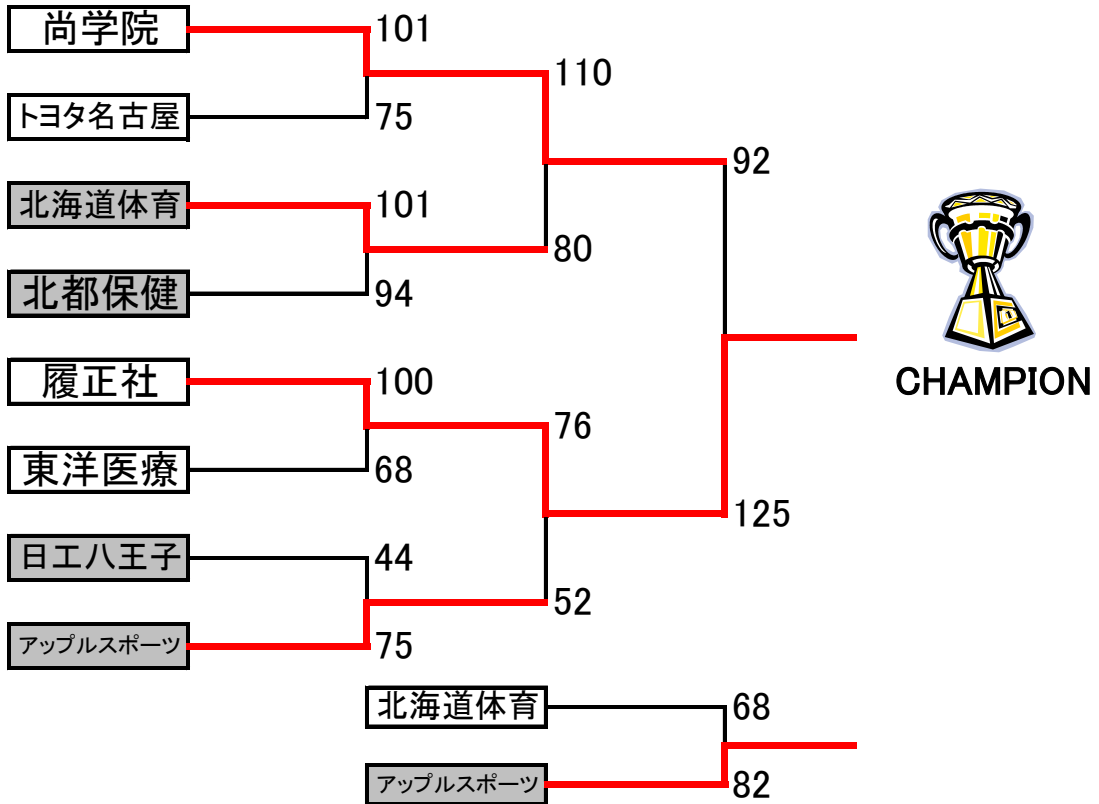 尚学院
101
110
トヨタ名古屋
75
92
北海道体育
101
80
北都保健
94
CHAMPION
履正社
100
76
東洋医療
68
125
日工八王子
44
52
アップルスポーツ
75
北海道体育
68
アップルスポーツ
82